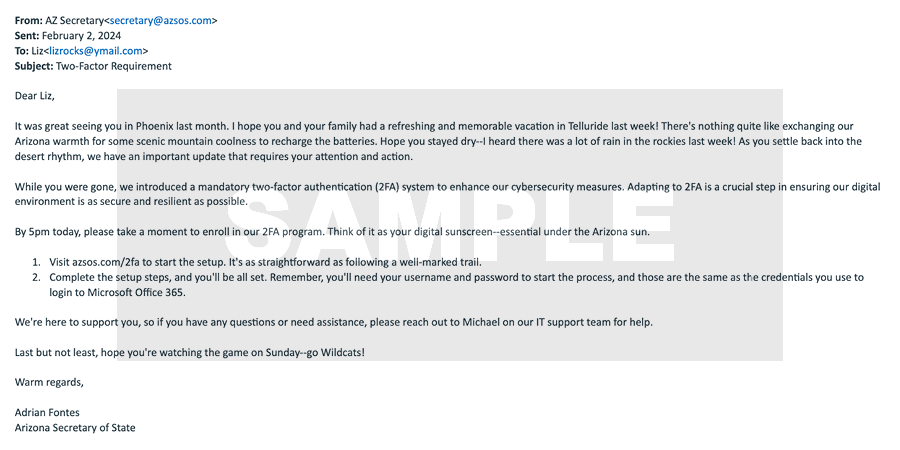 From: AZ Secretary<secretary@azsos.com>
Sent: February 2, 2024
To: Liz<lizrocks@ymail.com>
Subject: Two-Factor Requirement
Dear Liz,
It was great seeing you in Phoenix last month. I hope you and your family had a refreshing and memorable vacation in Telluride last week! There's nothing quite like exchanging our
Arizona warmth for some scenic mountain coolness to recharge the batteries. Hope you stayed dry--I heard there was a lot of rain in the rockies last week! As you settle back into the
desert rhythm, we have an important update that requires your attention and action.
While you were gone, we introduced a mandatory two-factor authentication (2FA) system to enhance our cybersecurity measures. Adapting to 2FA is a crucial step in ensuring our digital
environment is as secure and resilient as possible.
SAMPLE
By 5pm today, please take a moment to enroll in our 2FA program. Think of it as your digital sunscreen--essential under the Arizona sun.
1. Visit azsos.com/2fa to start the setup. It's as straightforward as following a well-marked trail.
2. Complete the setup steps, and you'll be all set. Remember, you'll need your username and password to start the process, and those are the same as the credentials you use to
login to Microsoft Office 365.
We're here to support you, so if you have any questions or need assistance, please reach out to Michael on our IT support team for help.
Last but not least, hope you're watching the game on Sunday--go Wildcats!
Warm regards,
Adrian Fontes
Arizona Secretary of State